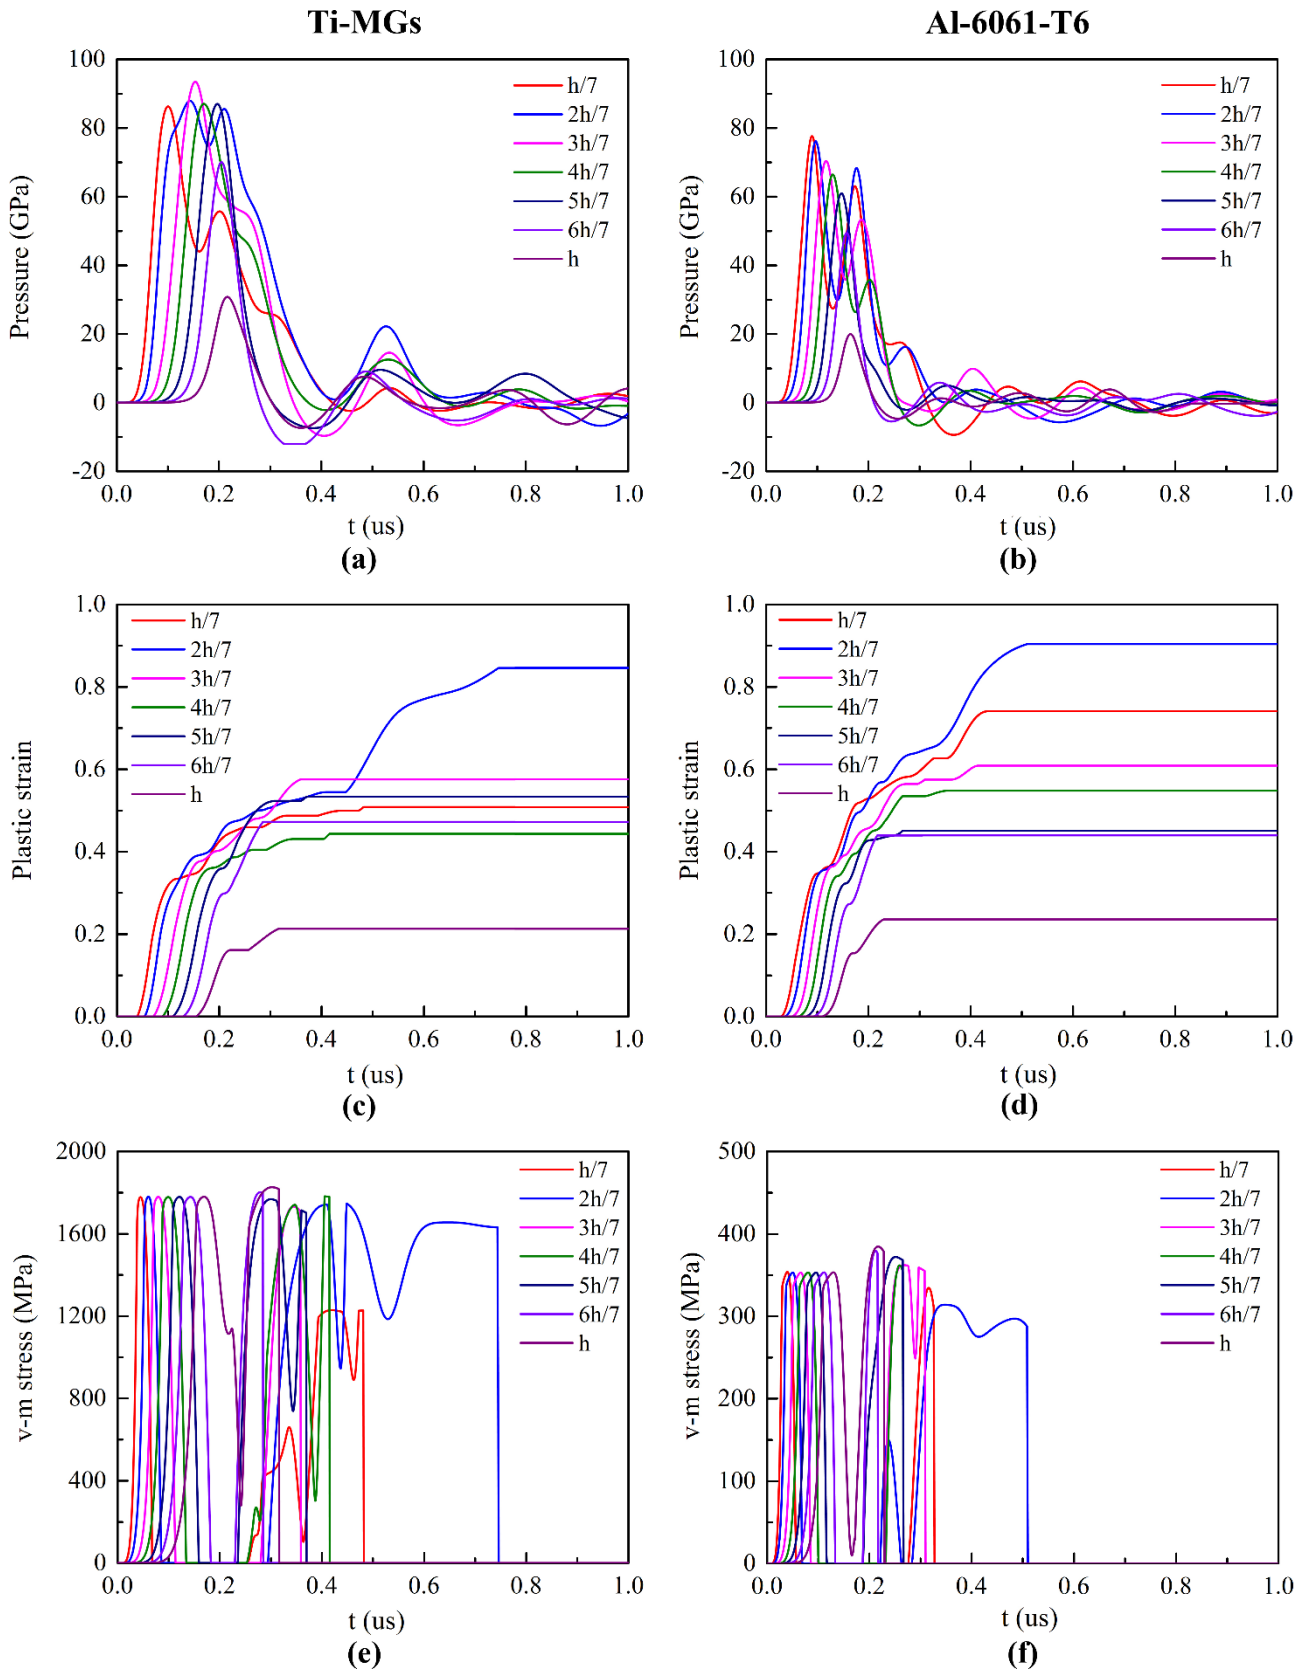 Ti-MGs
Al-6061-T6
100
80
60
40
20
0
-20
Pressure (GPa)
h/7
2h/7
3h/7
4h/7
5h/7
6h/7
h
0.0 0.2 0.4 0.6 0.8 1.0
t (us)
(a)
100
80
60
40
20
0
-20
Pressure (GPa)
h/7
2h/7
3h/7
4h/7
5h/7
6h/7
h
0.0 0.2 0.4 0.6 0.8 1.0
t (us)
(b)
1.0
0.8
0.6
0.4
0.2
0.0
Plastic strain
h/7
2h/7
3h/7
4h/7
5h/7
6h/7
h
0.0 0.2 0.4 0.6 0.8 1.0
t (us)
(c)
1.0
0.8
0.6
0.4
0.2
0.0
Plastic strain
h/7
2h/7
3h/7
4h/7
5h/7
6h/7
h
0.0 0.2 0.4 0.6 0.8 1.0
t (us)
(d)
2000
1600
1200
800
400
0
v-m stress (MPa)
h/7
2h/7
3h/7
4h/7
5h/7
6h/7
h
0.0 0.2 0.4 0.6 0.8 1.0
t (us)
(e)
500
400
300
200
100
0
v-m stress (MPa)
h/7
2h/7
3h/7
4h/7
5h/7
6h/7
h
0.0 0.2 0.4 0.6 0.8 1.0
t (us)
(f)